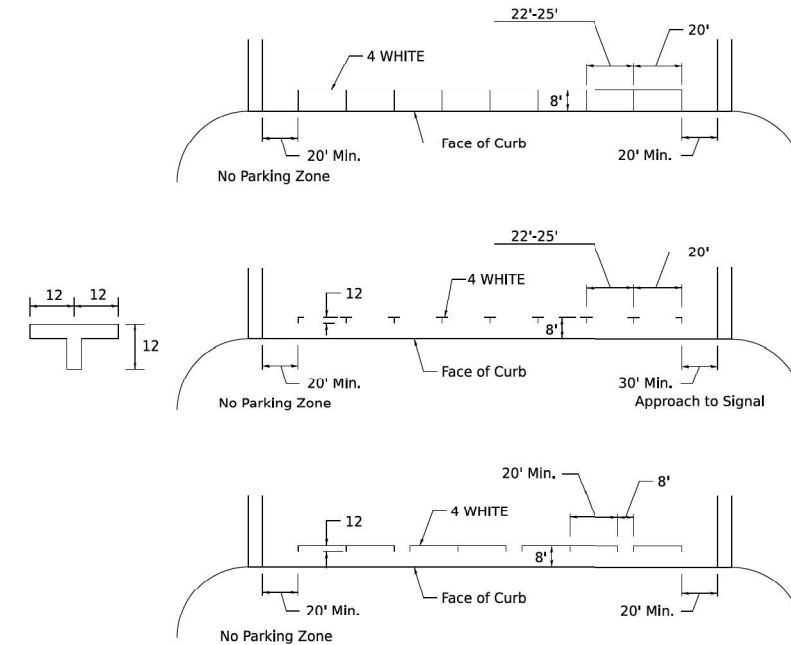 22'-25'
20'
4 WHITE
8'
Face of Curb
20' Min.
20' Min.
No Parking Zone
22'-25'
20'
4 WHITE
12
12 12
12
8'
Face of Curb
20' Min.
30' Min.
No Parking Zone
Approach to Signal
20' Min.
8'
4 WHITE
12
8'
Face of Curb
20' Min.
20' Min.
No Parking Zone